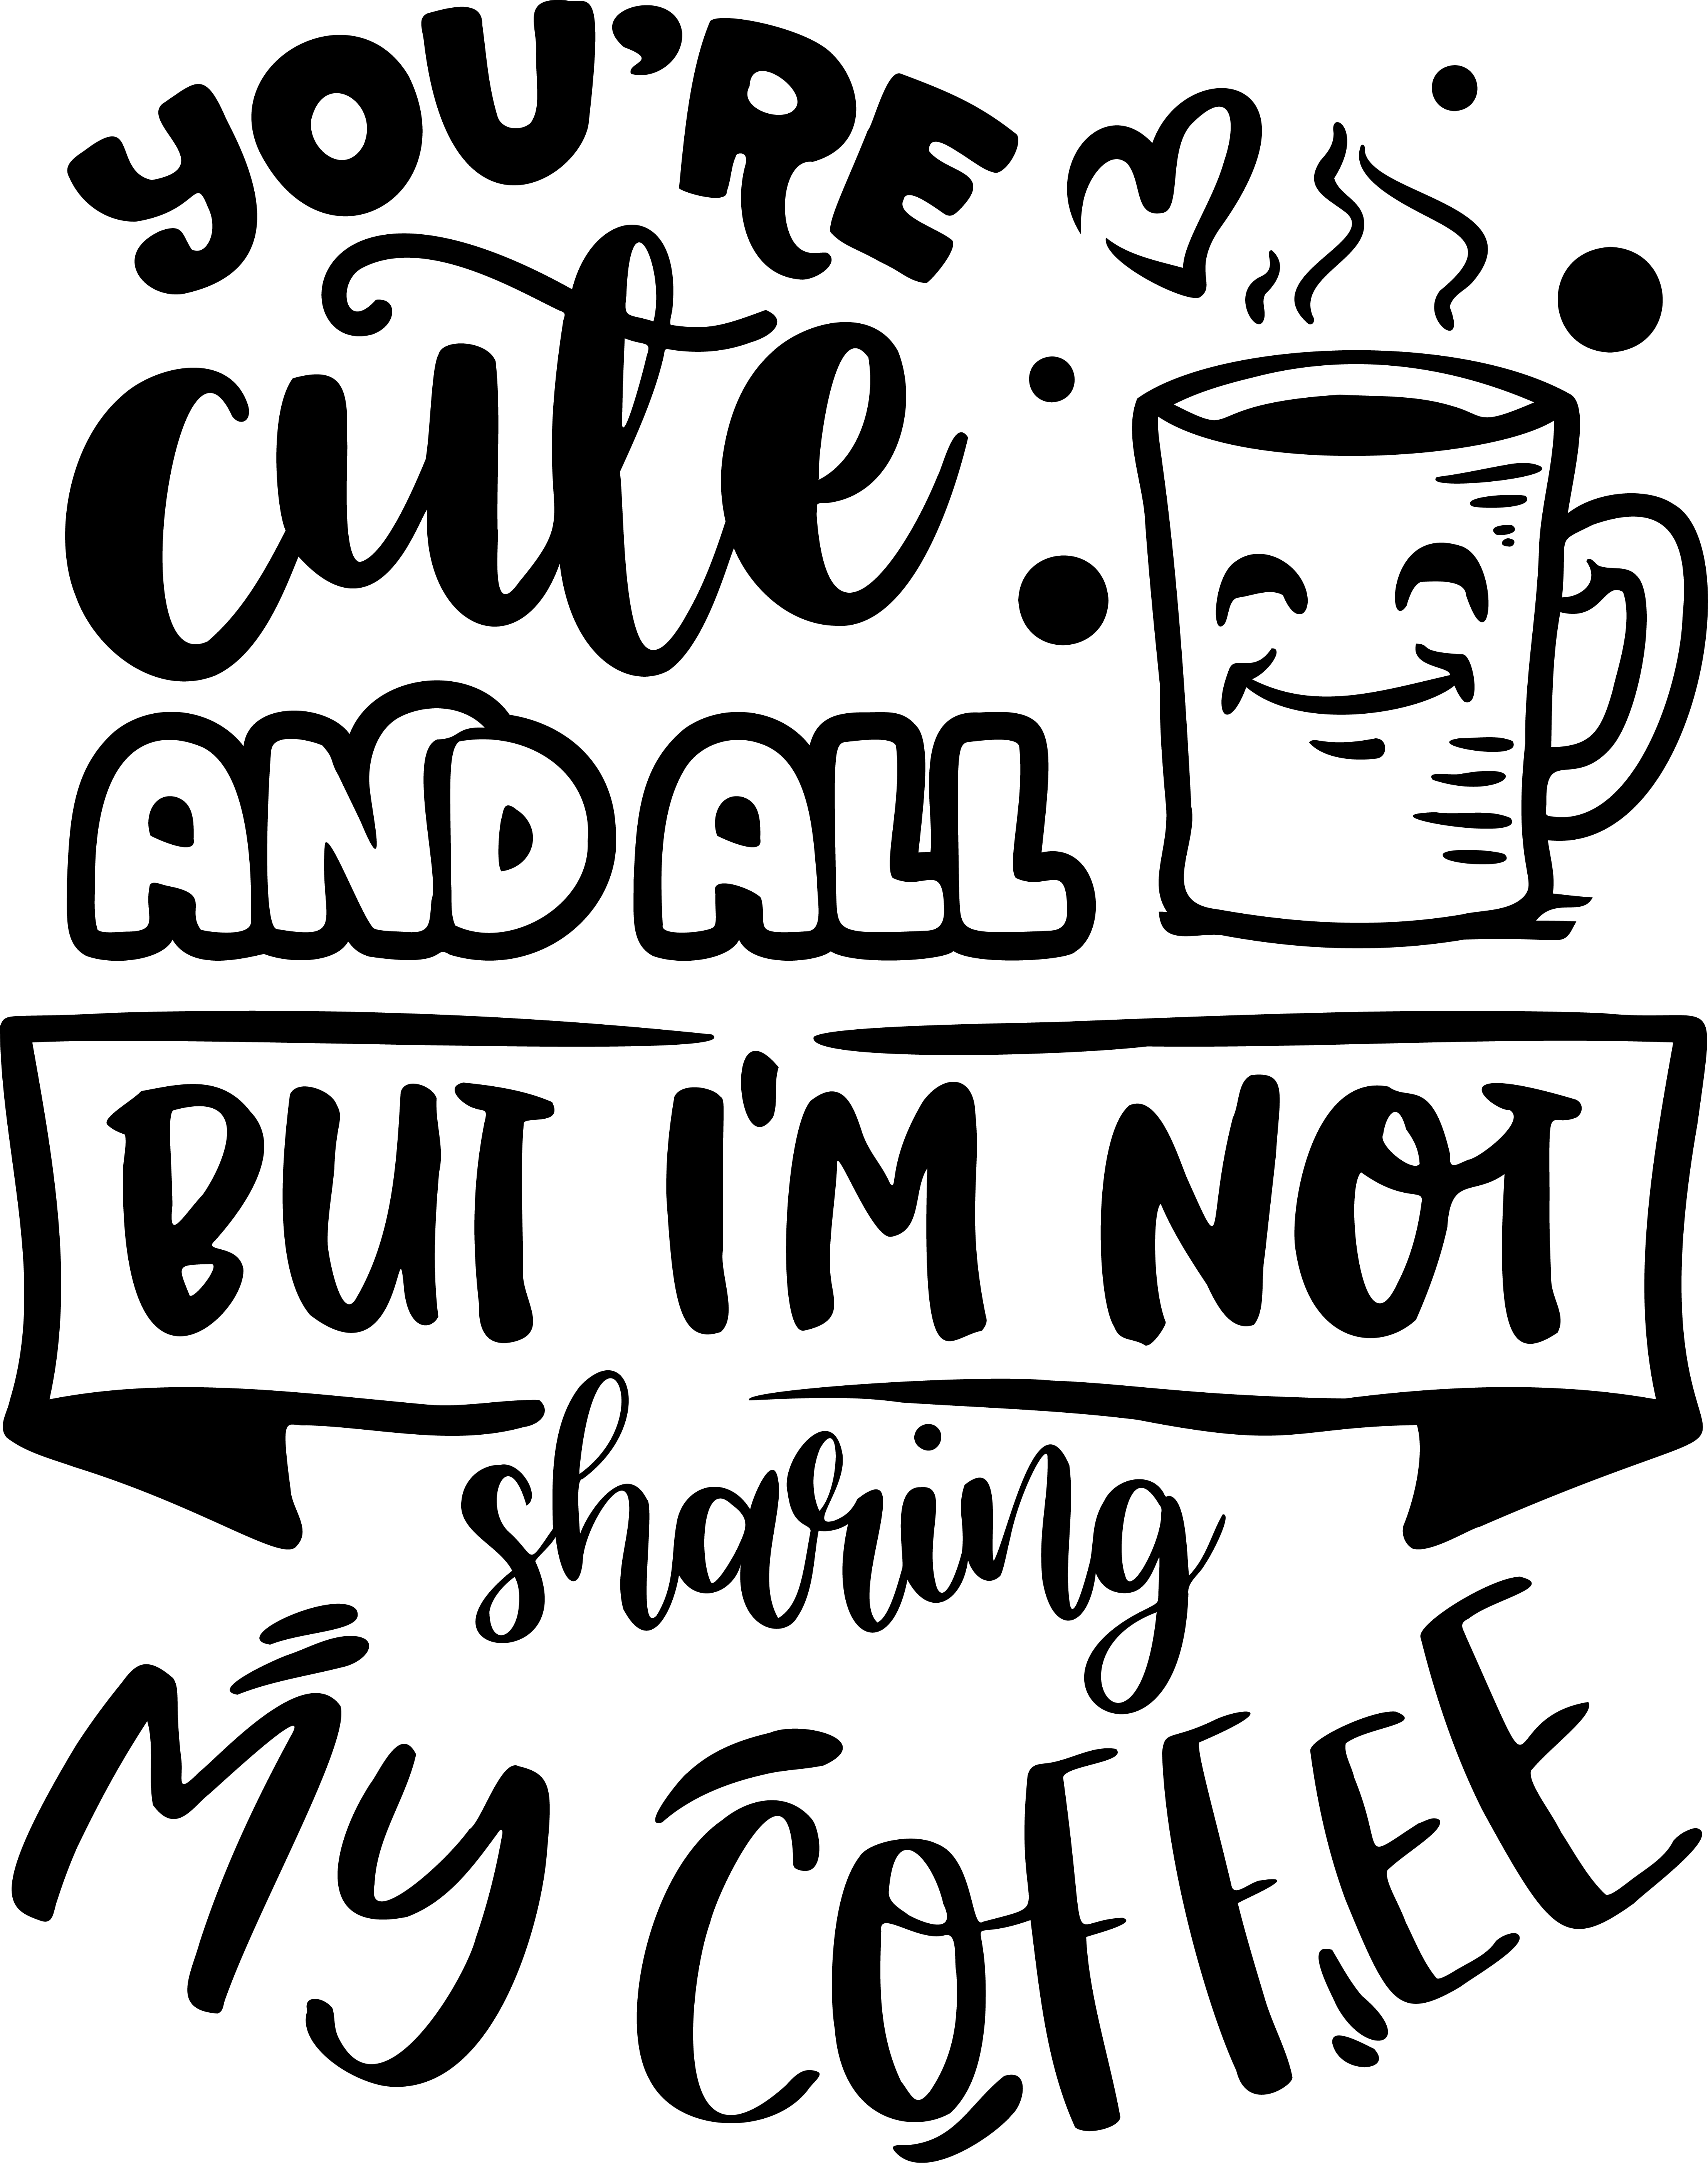 YOU'RE
cute
AND ALL
BUT I'M NOT
sharing
My COFFEE